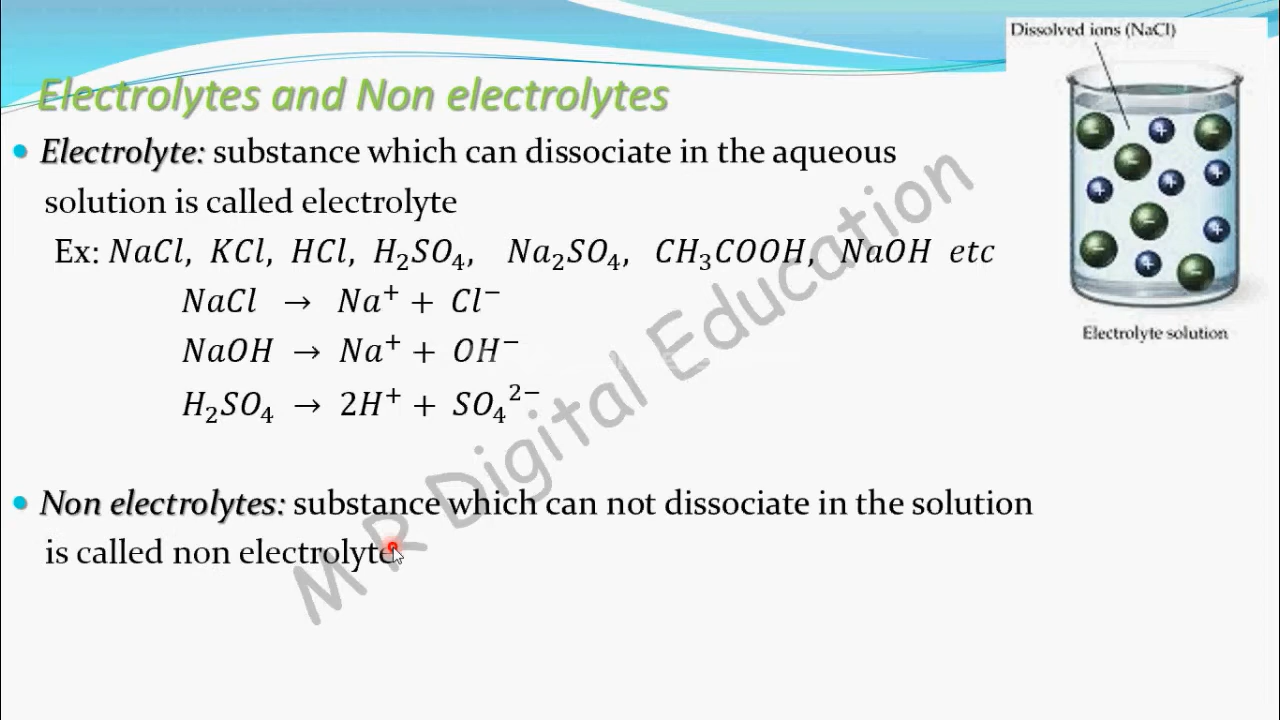 Dissolved ions (NaCl)
Electrolytes and Non electrolytes
• Electrolyte: substance which can dissociate in the aqueous
solution is called electrolyte
Ex: NaCl, KCl, HCl, H₂SO₄, Na₂SO₄, CH₃COOH, NaOH etc
NaCl → Na⁺ + Cl⁻
NaOH → Na⁺ + OH⁻
H₂SO₄ → 2H⁺ + SO₄²⁻
Electrolyte solution
• Non electrolytes: substance which can not dissociate in the solution
is called non electrolyte
M R Digital Education